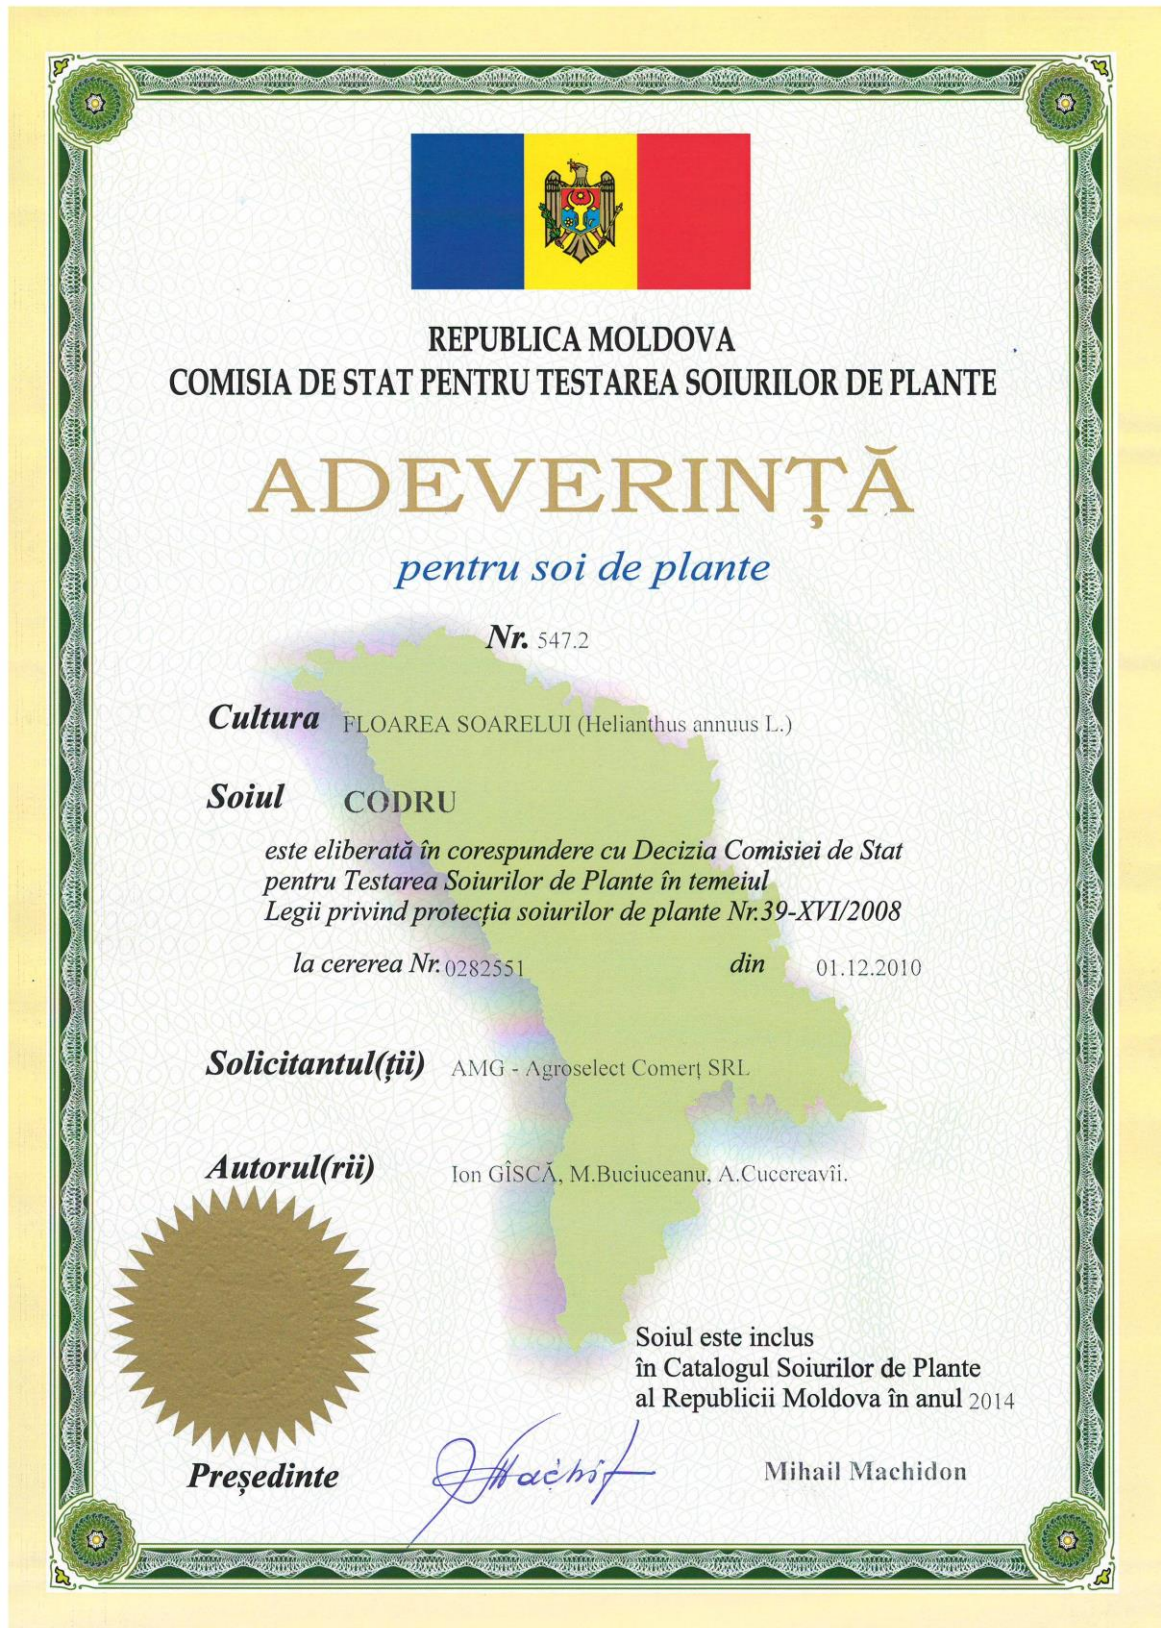 REPUBLICA MOLDOVA
COMISIA DE STAT PENTRU TESTAREA SOIURILOR DE PLANTE
ADEVERINȚĂ
pentru soi de plante
Nr. 547.2
Cultura FLOAREA SOARELUI (Helianthus annuus L.)
Soiul CODRU
este eliberată în corespundere cu Decizia Comisiei de Stat
pentru Testarea Soiurilor de Plante în temeiul
Legii privind protecția soiurilor de plante Nr.39-XVI/2008
la cererea Nr. 0282551 din 01.12.2010
Solicitantul(ții) AMG - Agroselect Comerț SRL
Autorul(rii) Ion GÎSCĂ, M.Buciuceanu, A.Cucereavîi.
Soiul este inclus
în Catalogul Soiurilor de Plante
al Republicii Moldova în anul 2014
Președinte Mihail Machidon